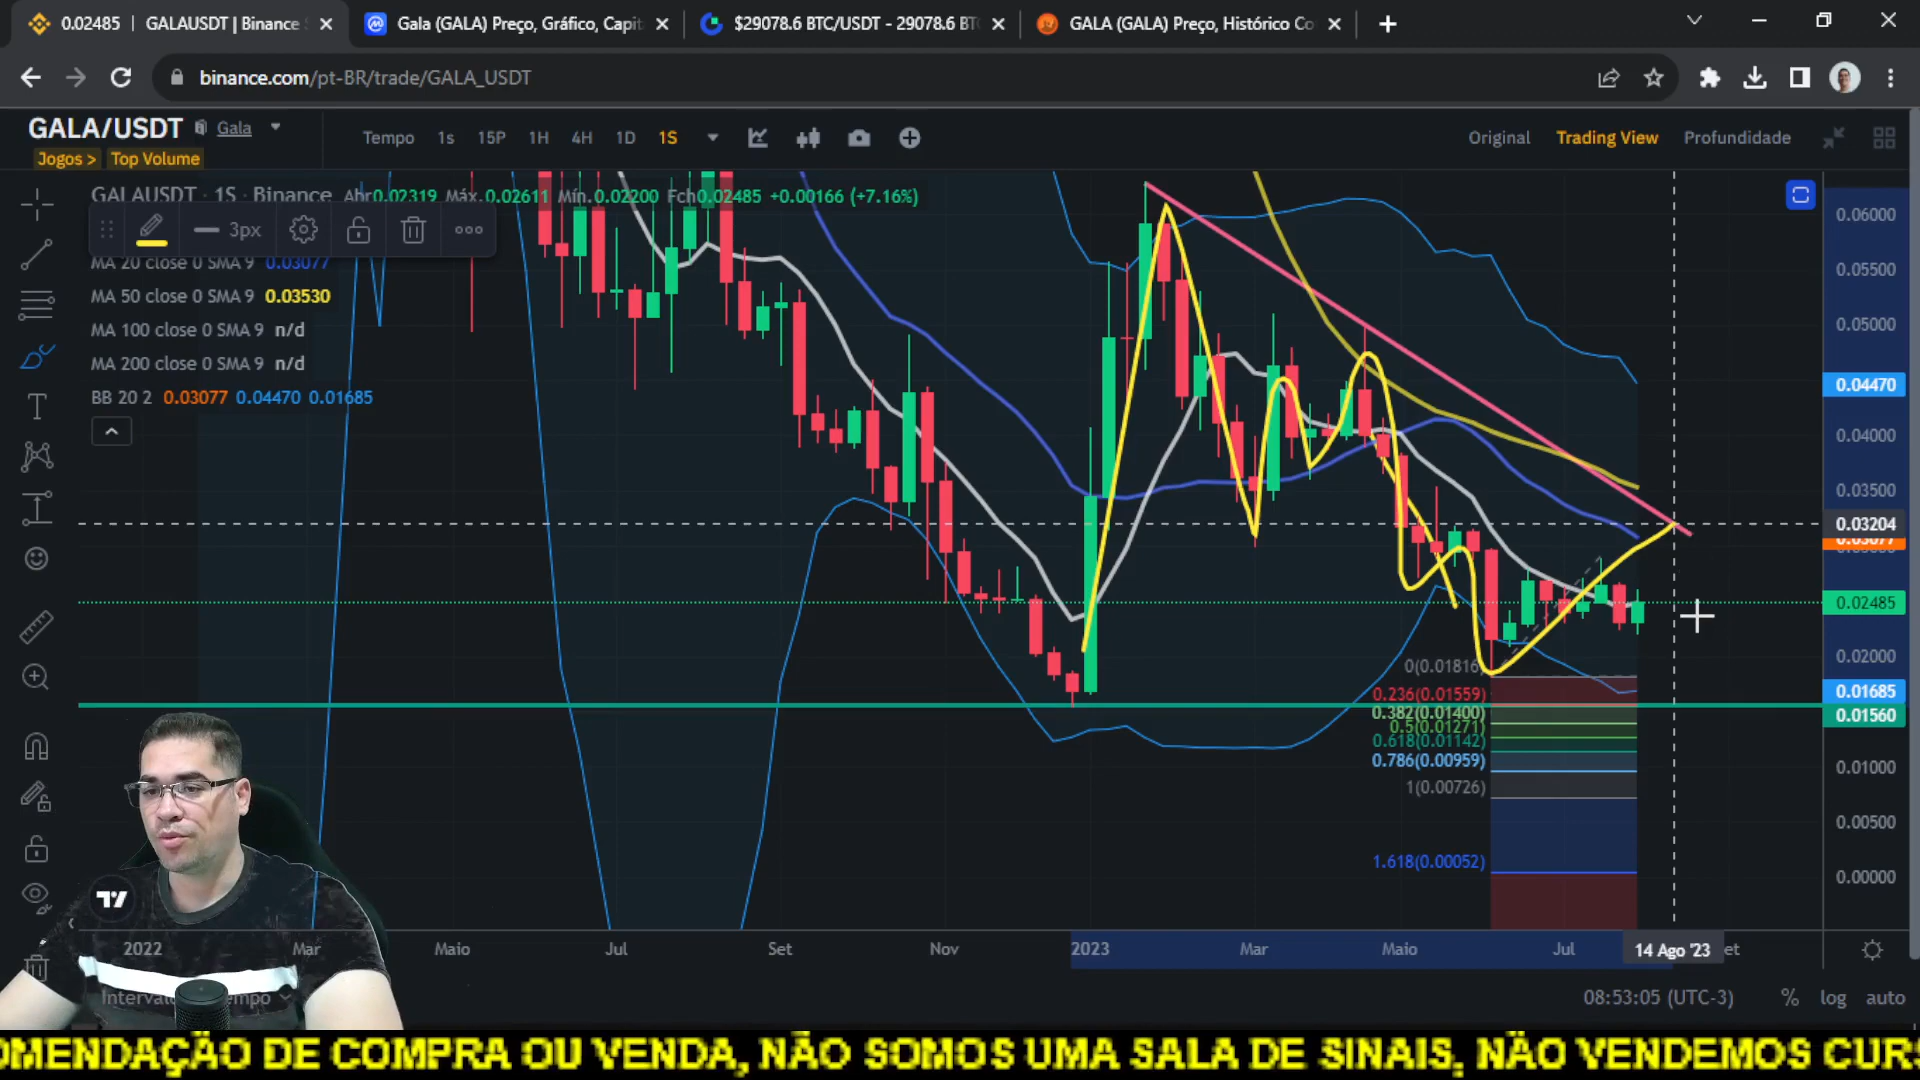 0.02485 | GALAUSDT | Binance
Gala (GALA) Preço, Gráfico, Capit
$29078.6 BTC/USDT - 29078.6 BT
GALA (GALA) Preço, Histórico Co
binance.com/pt-BR/trade/GALA_USDT
GALA/USDT
Gala
Jogos >
Top Volume
Tempo 1s 15P 1H 4H 1D 1S
Original Trading View Profundidade
GALAUSDT · 1S · Binance Abr0.02319 Máx.0.02611 Mín.0.02200 Fch0.02485 +0.00166 (+7.16%)
3px
MA 20 close 0 SMA 9 0.03077
MA 50 close 0 SMA 9 0.03530
MA 100 close 0 SMA 9 n/d
MA 200 close 0 SMA 9 n/d
BB 20 2 0.03077 0.04470 0.01685
0.06000
0.05500
0.05000
0.04470
0.04000
0.03500
0.03204
0.03077
0.02485
0.02000
0.01685
0.01560
0.01000
0.00500
0.00000
0(0.01816)
0.236(0.01559)
0.382(0.01400)
0.5(0.01271)
0.618(0.01142)
0.786(0.00959)
1(0.00726)
1.618(0.00052)
2022 Mar Maio Jul Set Nov 2023 Mar Maio Jul 14 Ago '23 et
08:53:05 (UTC-3) % log auto
OMENDAÇÃO DE COMPRA OU VENDA, NÃO SOMOS UMA SALA DE SINAIS, NÃO VENDEMOS CURS